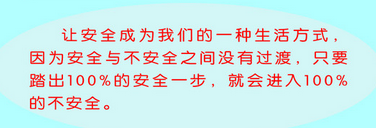 让安全成为我们的一种生活方式，
因为安全与不安全之间没有过渡，只要
踏出100%的安全一步，就会进入100%
的不安全。